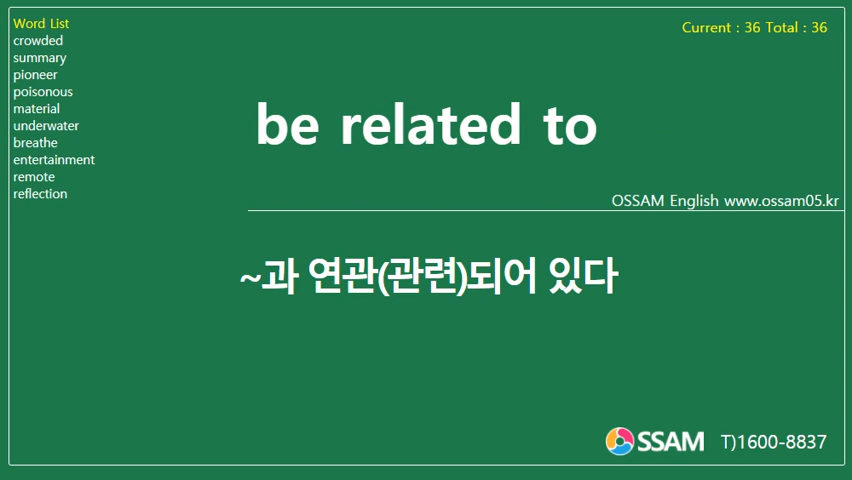 Word List
crowded
summary
pioneer
poisonous
material
underwater
breathe
entertainment
remote
reflection
Current : 36 Total : 36
be related to
OSSAM English www.ossam05.kr
~과 연관(관련)되어 있다
OSSAM T)1600-8837